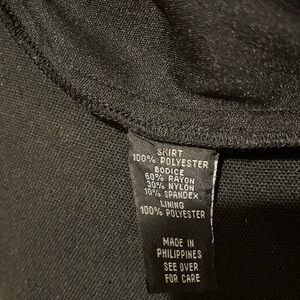 SKIRT
100% POLYESTER
BODICE
60% RAYON
30% NYLON
10% SPANDEX
LINING
100% POLYESTER
MADE IN
PHILIPPINES
SEE OVER
FOR CARE